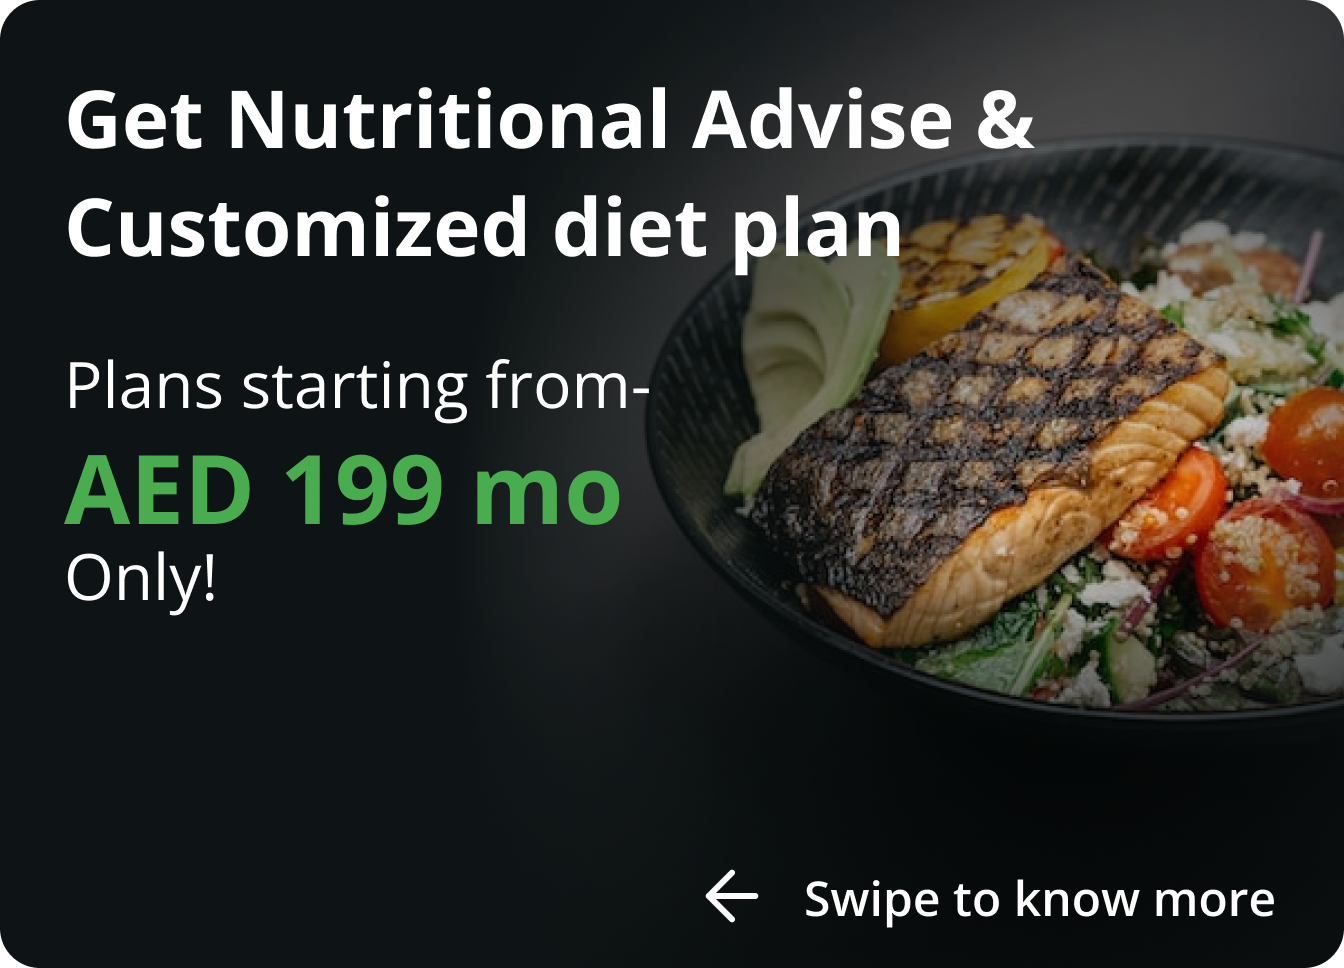 Get Nutritional Advise &
Customized diet plan
Plans starting from-
AED 199 mo
Only!
Swipe to know more